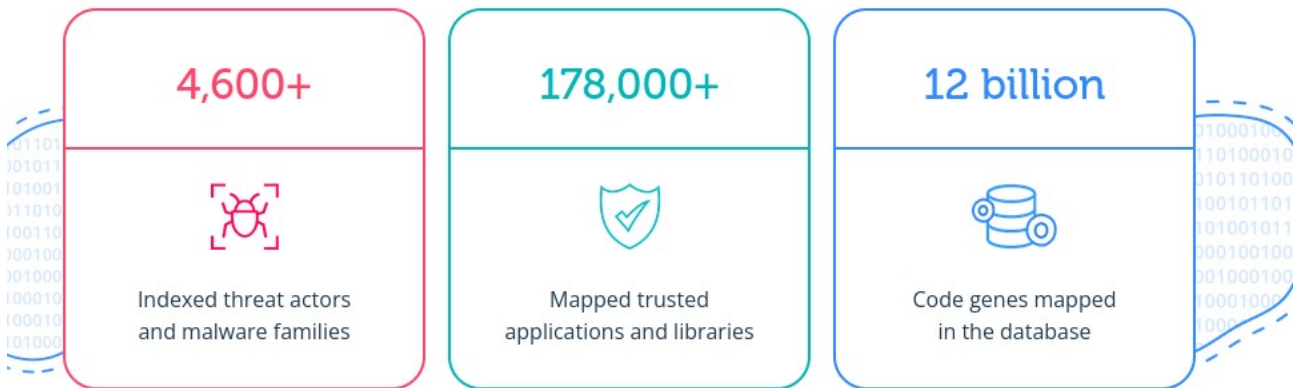 4,600+
Indexed threat actors
and malware families
178,000+
Mapped trusted
applications and libraries
12 billion
Code genes mapped
in the database